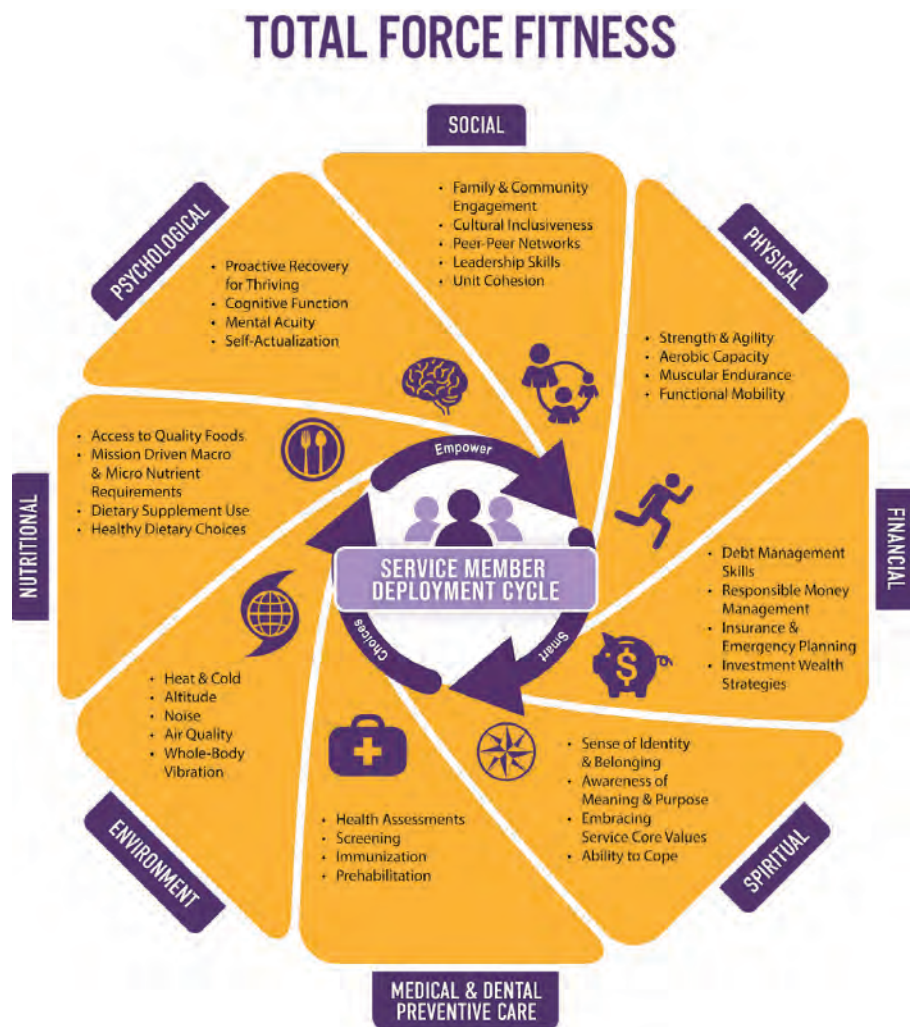 TOTAL FORCE FITNESS
SOCIAL
• Family & Community
Engagement
• Cultural Inclusiveness
• Peer-Peer Networks
• Leadership Skills
• Unit Cohesion
PHYSICAL
• Strength & Agility
• Aerobic Capacity
• Muscular Endurance
• Functional Mobility
FINANCIAL
• Debt Management
Skills
• Responsible Money
Management
• Insurance &
Emergency Planning
• Investment Wealth
Strategies
$
SPIRITUAL
• Sense of Identity
& Belonging
• Awareness of
Meaning & Purpose
• Embracing
Service Core Values
• Ability to Cope
MEDICAL & DENTAL
PREVENTIVE CARE
• Health Assessments
• Screening
• Immunization
• Prehabilitation
ENVIRONMENT
• Heat & Cold
• Altitude
• Noise
• Air Quality
• Whole-Body
Vibration
NUTRITIONAL
• Access to Quality Foods
• Mission Driven Macro
& Micro Nutrient
Requirements
• Dietary Supplement Use
• Healthy Dietary Choices
PSYCHOLOGICAL
• Proactive Recovery
for Thriving
• Cognitive Function
• Mental Acuity
• Self-Actualization
Empower
Smart
Choices
SERVICE MEMBER
DEPLOYMENT CYCLE